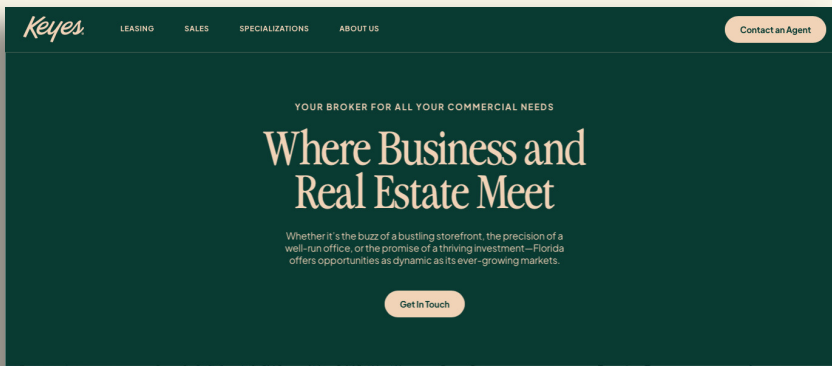 Keyes.
LEASING SALES SPECIALIZATIONS ABOUT US
Contact an Agent
YOUR BROKER FOR ALL YOUR COMMERCIAL NEEDS
Where Business and
Real Estate Meet
Whether it's the buzz of a bustling storefront, the precision of a
well-run office, or the promise of a thriving investment—Florida
offers opportunities as dynamic as its ever-growing markets.
Get In Touch